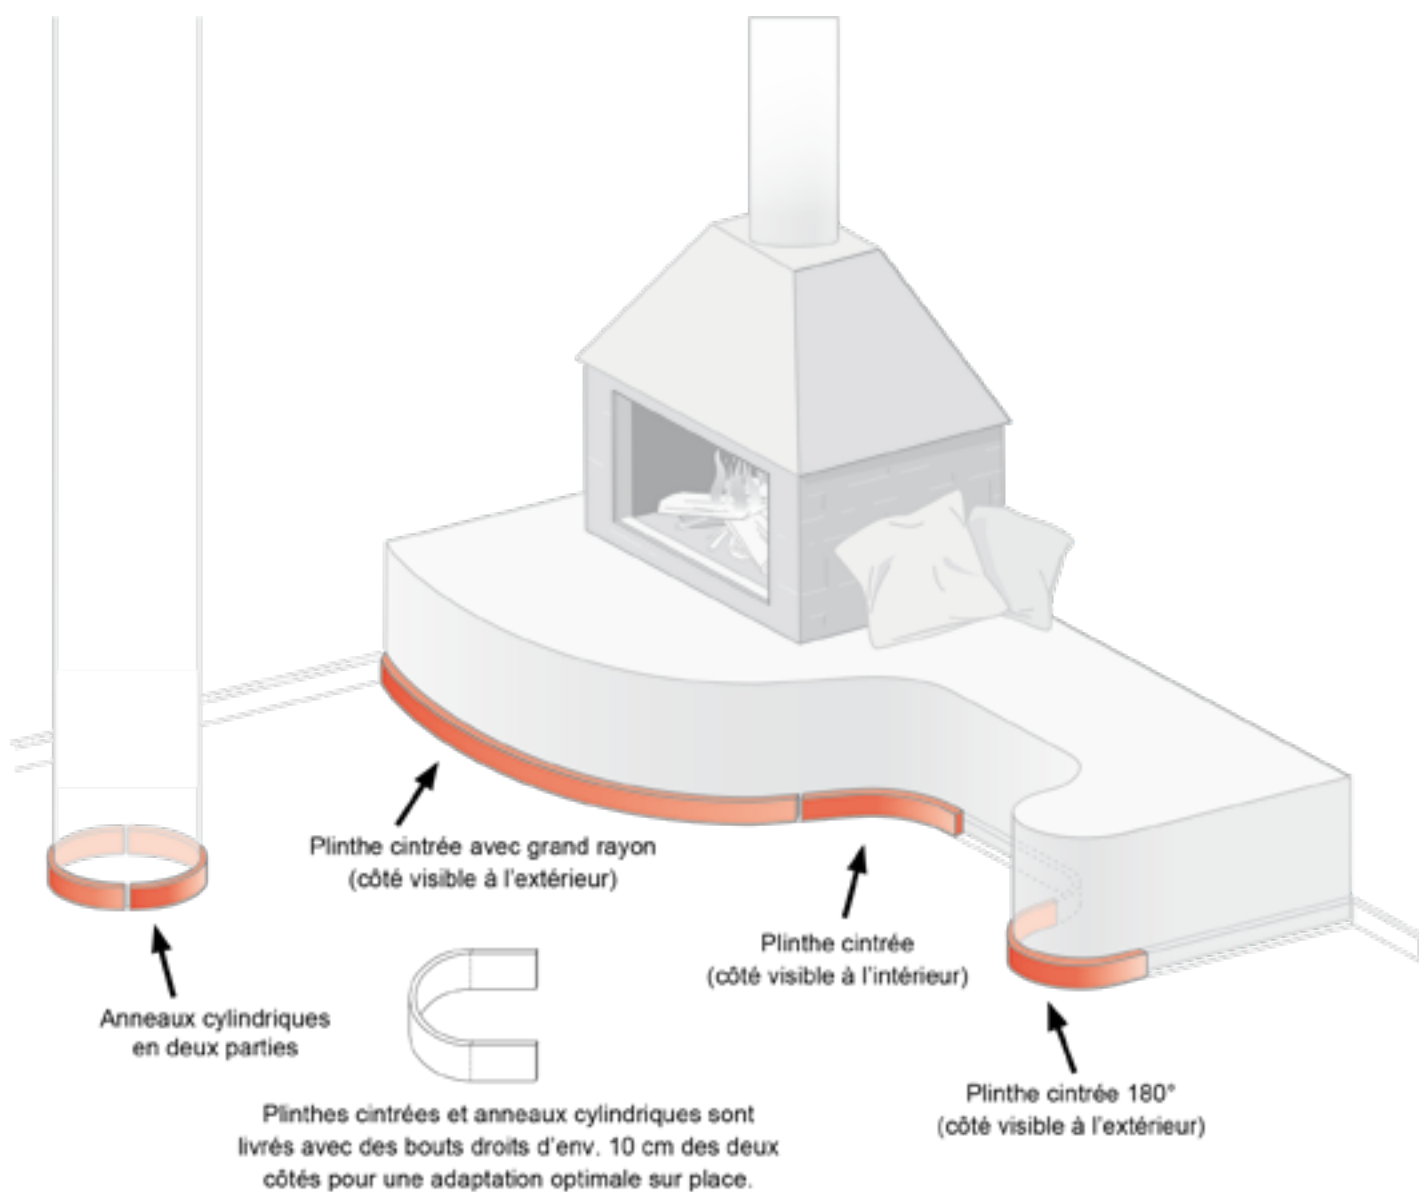 Plinthe cintrée avec grand rayon
(côté visible à l'extérieur)
Plinthe cintrée
(côté visible à l'intérieur)
Anneaux cylindriques
en deux parties
Plinthe cintrée 180°
(côté visible à l'extérieur)
Plinthes cintrées et anneaux cylindriques sont
livrés avec des bouts droits d'env. 10 cm des deux
côtés pour une adaptation optimale sur place.